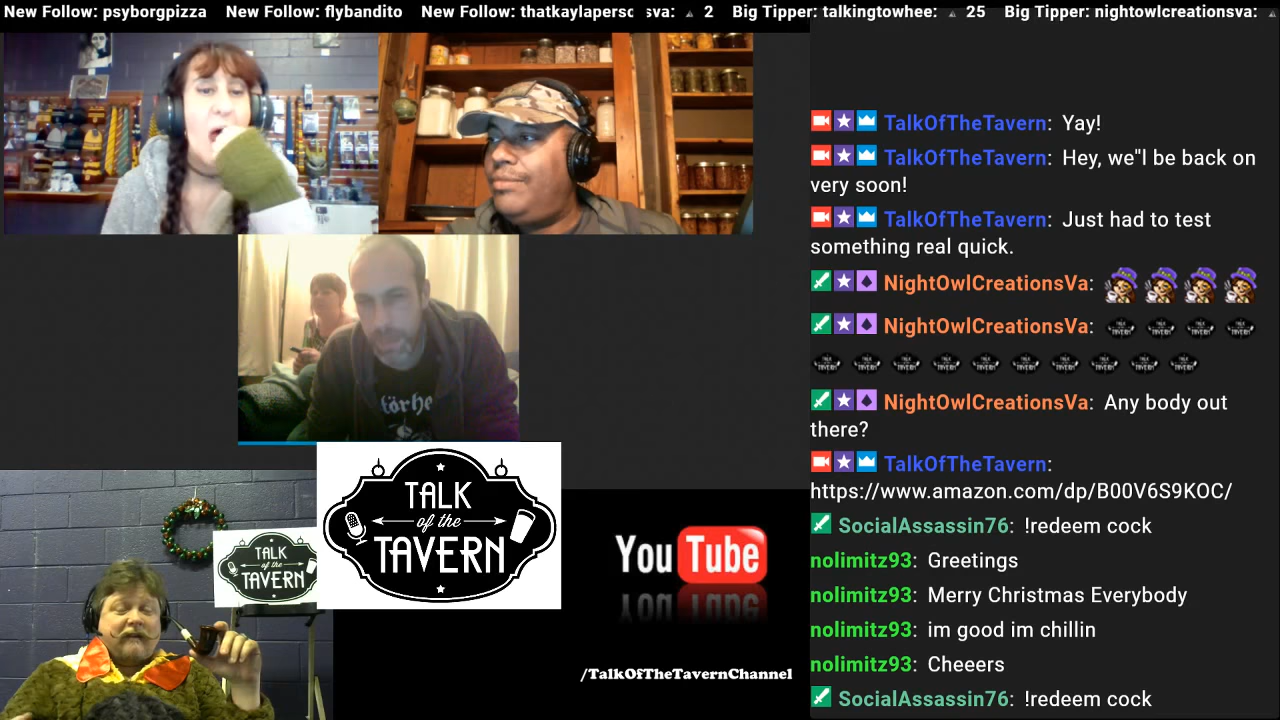 New Follow: psyborgpizza New Follow: flybandito New Follow: thatkaylaperso sva: 2 Big Tipper: talkingtowhee: 25 Big Tipper: nightowlcreationsva:
TalkOfTheTavern: Yay!
TalkOfTheTavern: Hey, we"l be back on
very soon!
TalkOfTheTavern: Just had to test
something real quick.
NightOwlCreationsVa:
NightOwlCreationsVa:
NightOwlCreationsVa: Any body out
there?
TalkOfTheTavern:
https://www.amazon.com/dp/B00V6S9KOC/
SocialAssassin76: !redeem cock
nolimitz93: Greetings
nolimitz93: Merry Christmas Everybody
nolimitz93: im good im chillin
nolimitz93: Cheeers
SocialAssassin76: !redeem cock
törhe
TALK
of the
TAVERN
TALK
of the
TAVERN
YouTube
/TalkOfTheTavernChannel